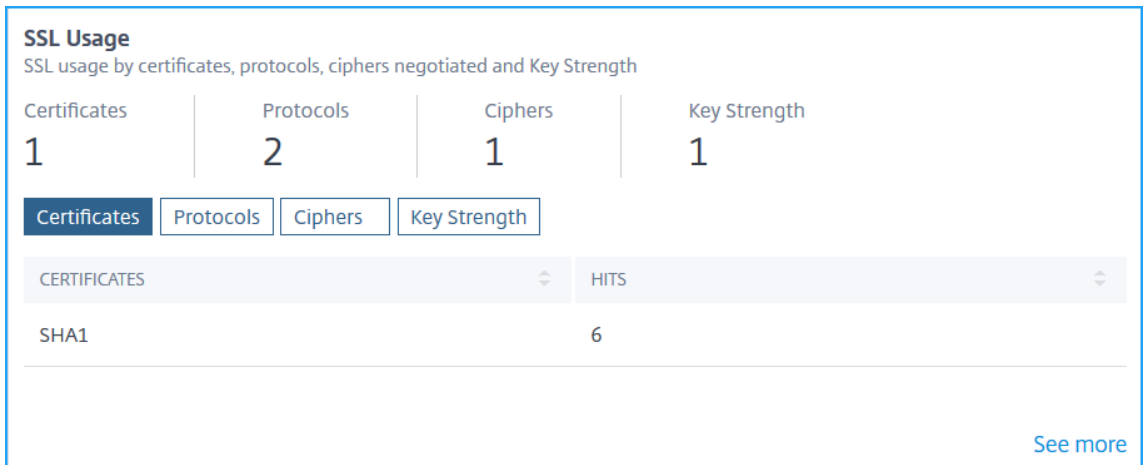 SSL Usage
SSL usage by certificates, protocols, ciphers negotiated and Key Strength
Certificates Protocols Ciphers Key Strength
1 2 1 1
Certificates Protocols Ciphers Key Strength
CERTIFICATES HITS
SHA1 6
See more